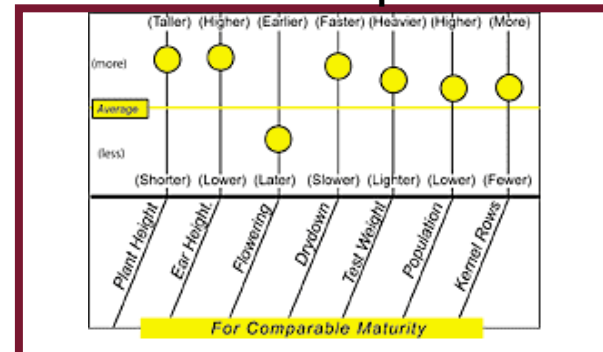 (Taller) (Higher) (Earlier) (Faster) (Heavier) (Higher) (More)
(more)
Average
(less)
(Shorter) (Lower) (Later) (Slower) (Lighter) (Lower) (Fewer)
Plant Height
Ear Height.
Flowering
Drydown
Test Weight
Population
Kernel Rows
For Comparable Maturity